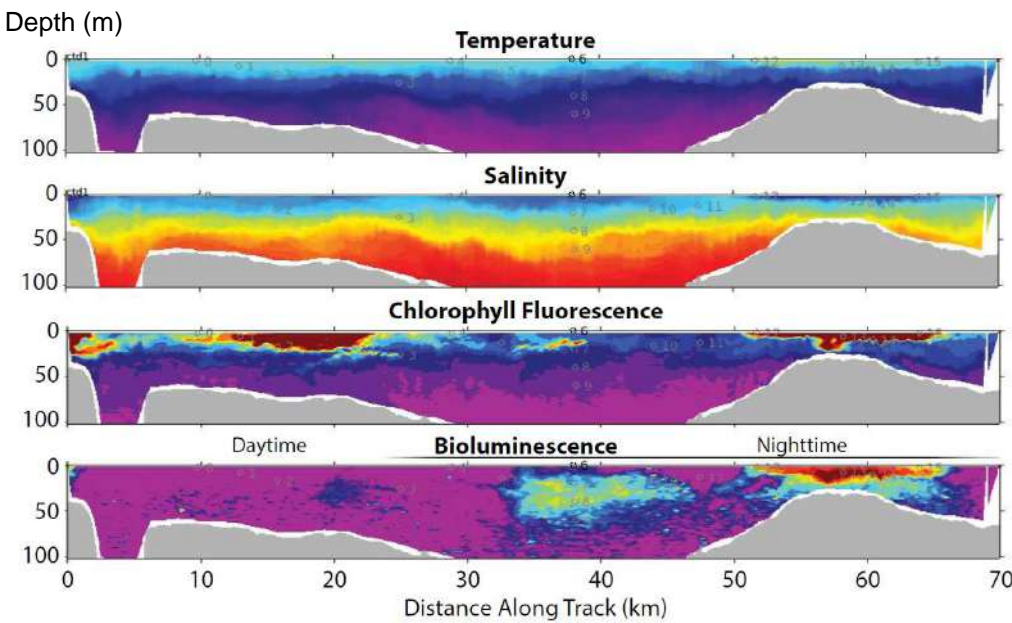 Depth (m)
Temperature
0
50
100
Salinity
0
50
100
Chlorophyll Fluorescence
0
50
100
Daytime Bioluminescence Nighttime
0
50
100
0 10 20 30 40 50 60 70
Distance Along Track (km)